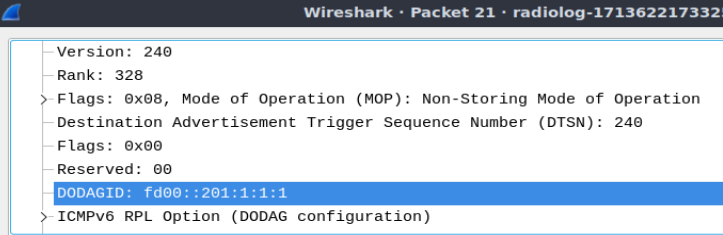 Wireshark · Packet 21 · radiolog-171362217332
Version: 240
Rank: 328
Flags: 0x08, Mode of Operation (MOP): Non-Storing Mode of Operation
Destination Advertisement Trigger Sequence Number (DTSN): 240
Flags: 0x00
Reserved: 00
DODAGID: fd00::201:1:1:1
ICMPv6 RPL Option (DODAG configuration)